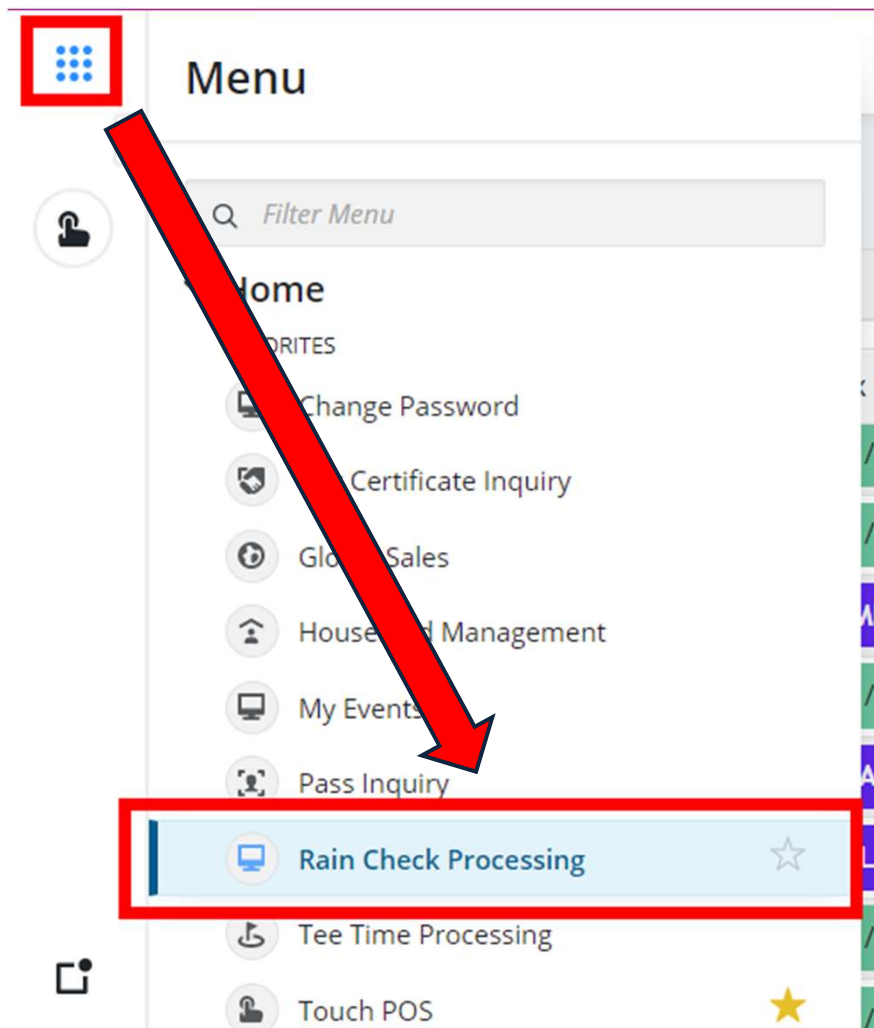 Menu
Filter Menu
Home
ORITES
Change Password
Certificate Inquiry
Sales
Management
My Events
Pass Inquiry
Rain Check Processing
Tee Time Processing
Touch POS